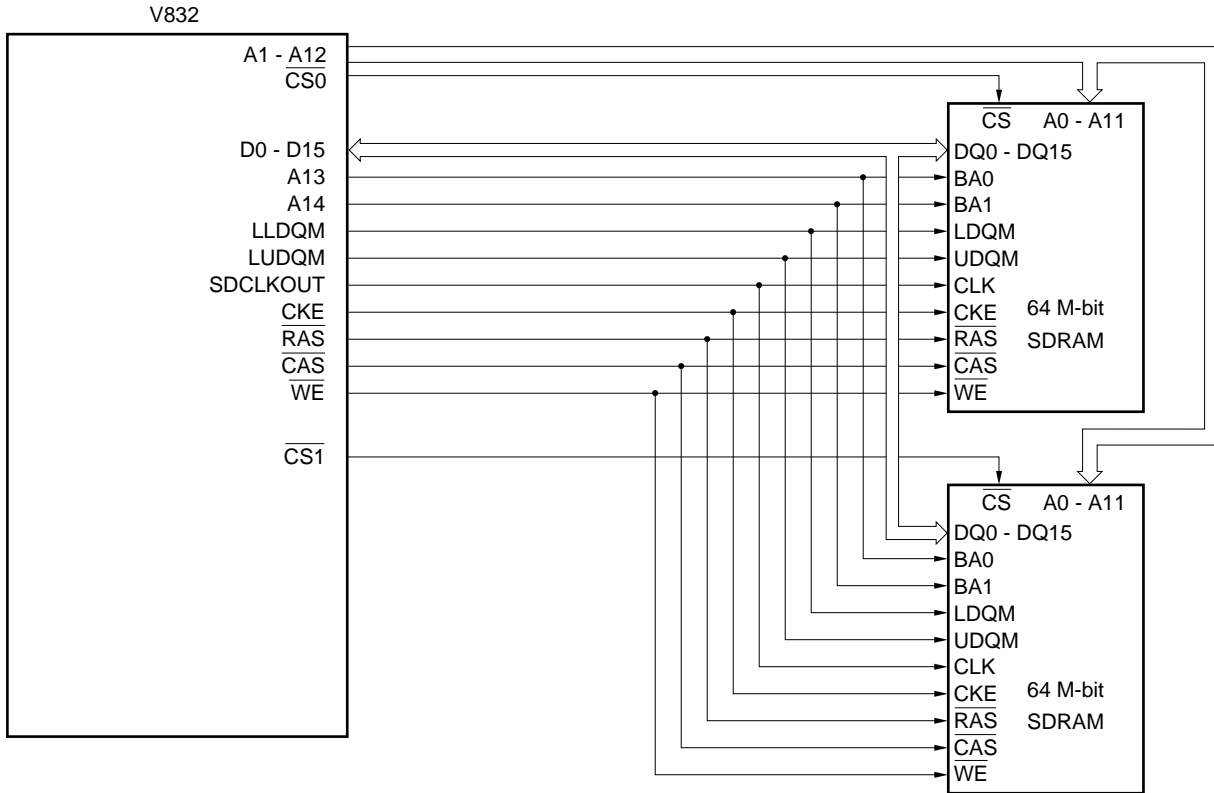 V832
A1 - A12
CS0
D0 - D15
A13
A14
LLDQM
LUDQM
SDCLKOUT
CKE
RAS
CAS
WE
CS1
CS A0 - A11
DQ0 - DQ15
BA0
BA1
LDQM
UDQM
CLK
CKE 64 M-bit
RAS SDRAM
CAS
WE
CS A0 - A11
DQ0 - DQ15
BA0
BA1
LDQM
UDQM
CLK
CKE 64 M-bit
RAS SDRAM
CAS
WE